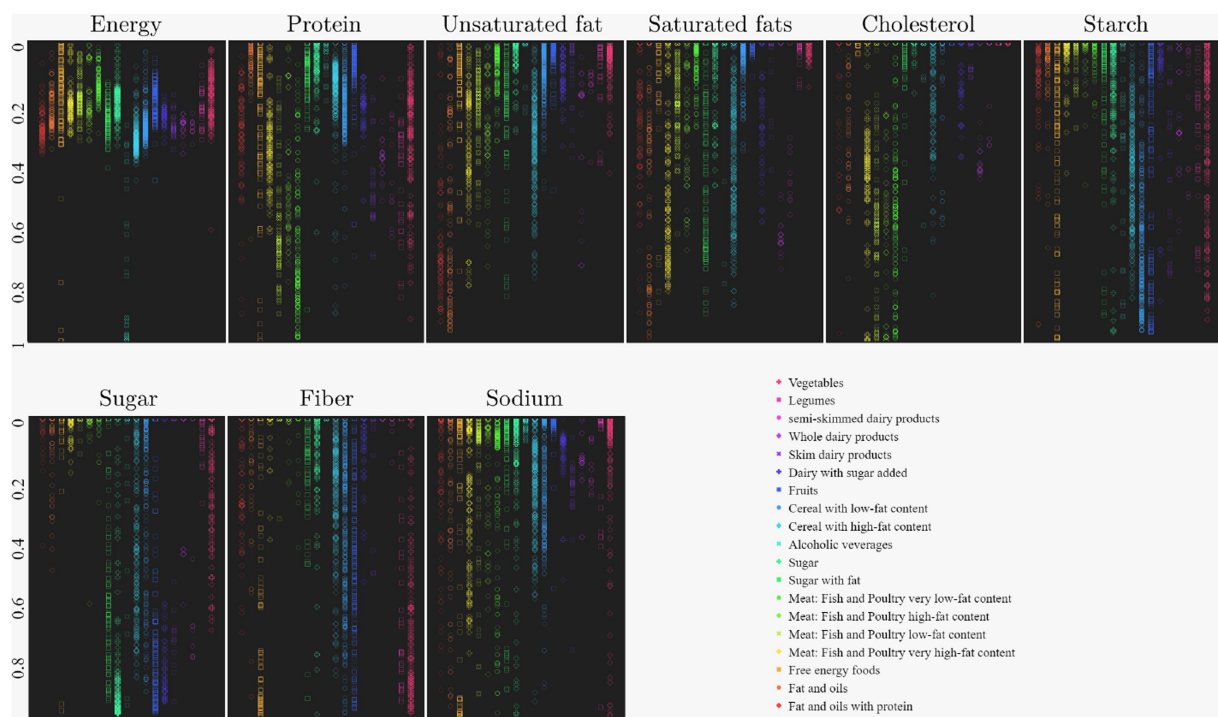 Energy Protein Unsaturated fat Saturated fats Cholesterol Starch
0
0.2
0.4
0.6
0.8
1
Sugar Fiber Sodium
0
0.2
0.4
0.6
0.8
Vegetables
Legumes
semi-skimmed dairy products
Whole dairy products
Skim dairy products
Dairy with sugar added
Fruits
Cereal with low-fat content
Cereal with high-fat content
Alcoholic veverages
Sugar
Sugar with fat
Meat: Fish and Poultry very low-fat content
Meat: Fish and Poultry high-fat content
Meat: Fish and Poultry low-fat content
Meat: Fish and Poultry very high-fat content
Free energy foods
Fat and oils
Fat and oils with protein